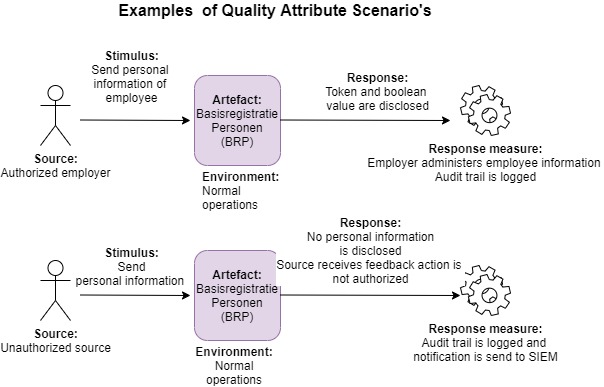 Examples of Quality Attribute Scenario's
Stimulus:
Send personal
information of
employee
Source:
Authorized employer
Artefact:
Basisregistratie
Personen
(BRP)
Environment:
Normal
operations
Response:
Token and boolean
value are disclosed
Response measure:
Employer administers employee information
Audit trail is logged
Stimulus:
Send
personal information
Source:
Unauthorized source
Artefact:
Basisregistratie
Personen
(BRP)
Environment:
Normal
operations
Response:
No personal information
is disclosed
Source receives feedback action is
not authorized
Response measure:
Audit trail is logged and
notification is send to SIEM